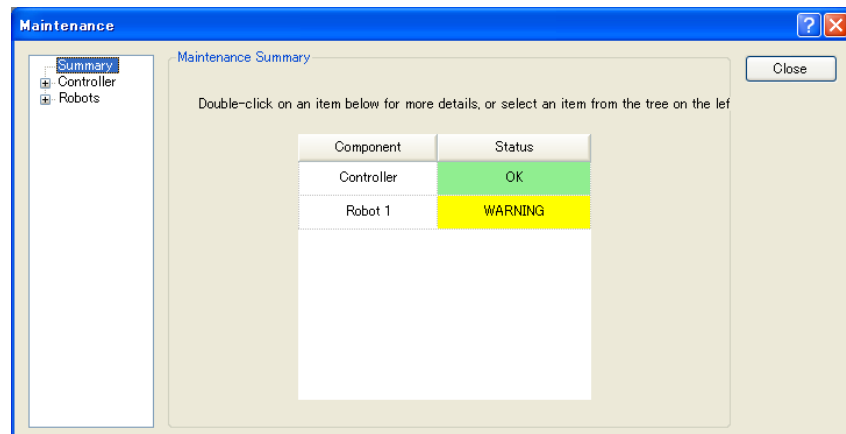 Maintenance
Summary
Controller
Robots
Maintenance Summary
Close
Double-click on an item below for more details, or select an item from the tree on the lef
Component Status
Controller OK
Robot 1 WARNING